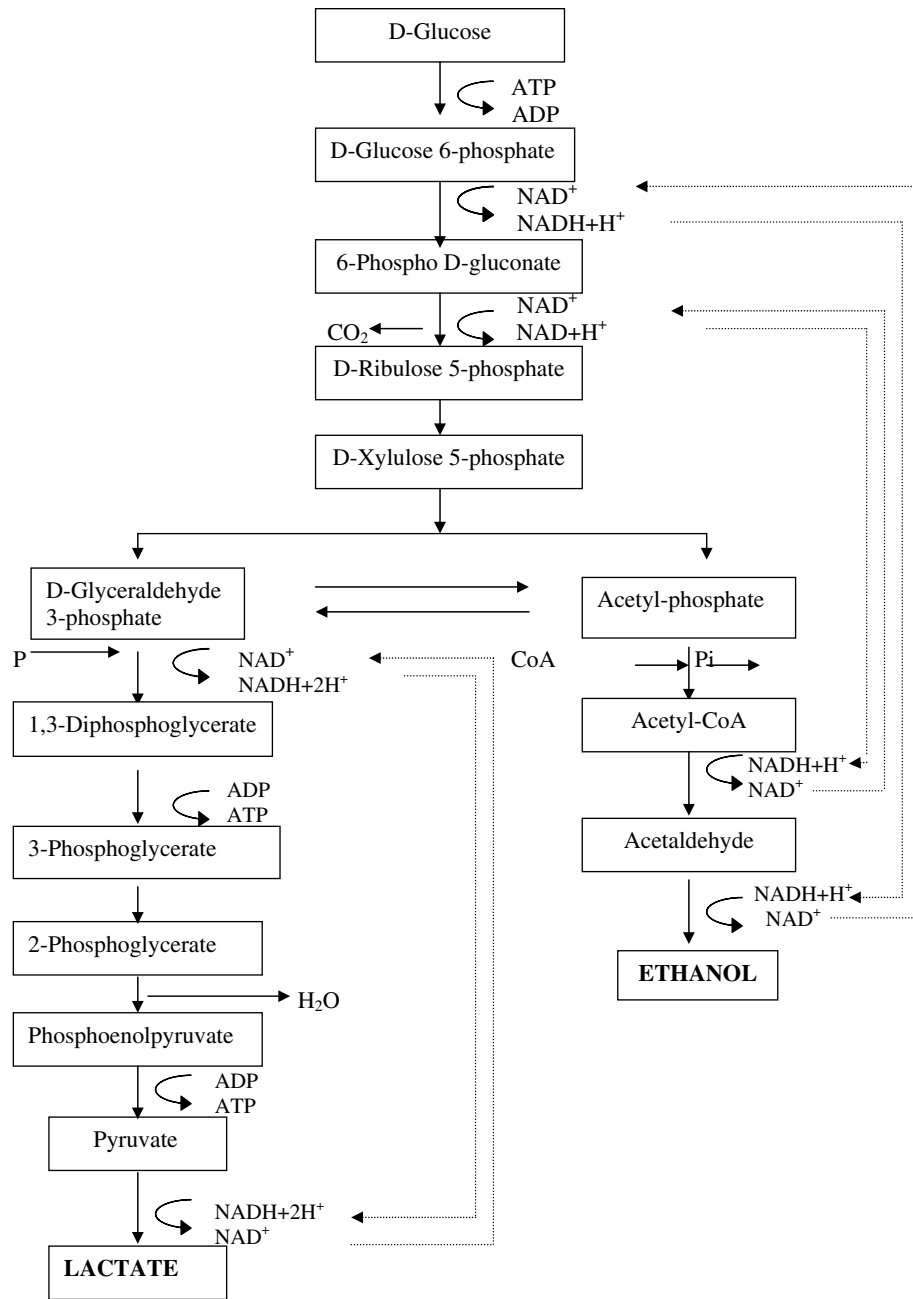 D-Glucose
ATP
ADP
D-Glucose 6-phosphate
NAD⁺
NADH+H⁺
6-Phospho D-gluconate
NAD⁺
CO₂
NAD+H⁺
D-Ribulose 5-phosphate
D-Xylulose 5-phosphate
D-Glyceraldehyde
3-phosphate
Acetyl-phosphate
P
NAD⁺
NADH+2H⁺
CoA
Pi
1,3-Diphosphoglycerate
Acetyl-CoA
NADH+H⁺
NAD⁺
ADP
ATP
3-Phosphoglycerate
Acetaldehyde
NADH+H⁺
NAD⁺
2-Phosphoglycerate
ETHANOL
H₂O
Phosphoenolpyruvate
ADP
ATP
Pyruvate
NADH+2H⁺
NAD⁺
LACTATE